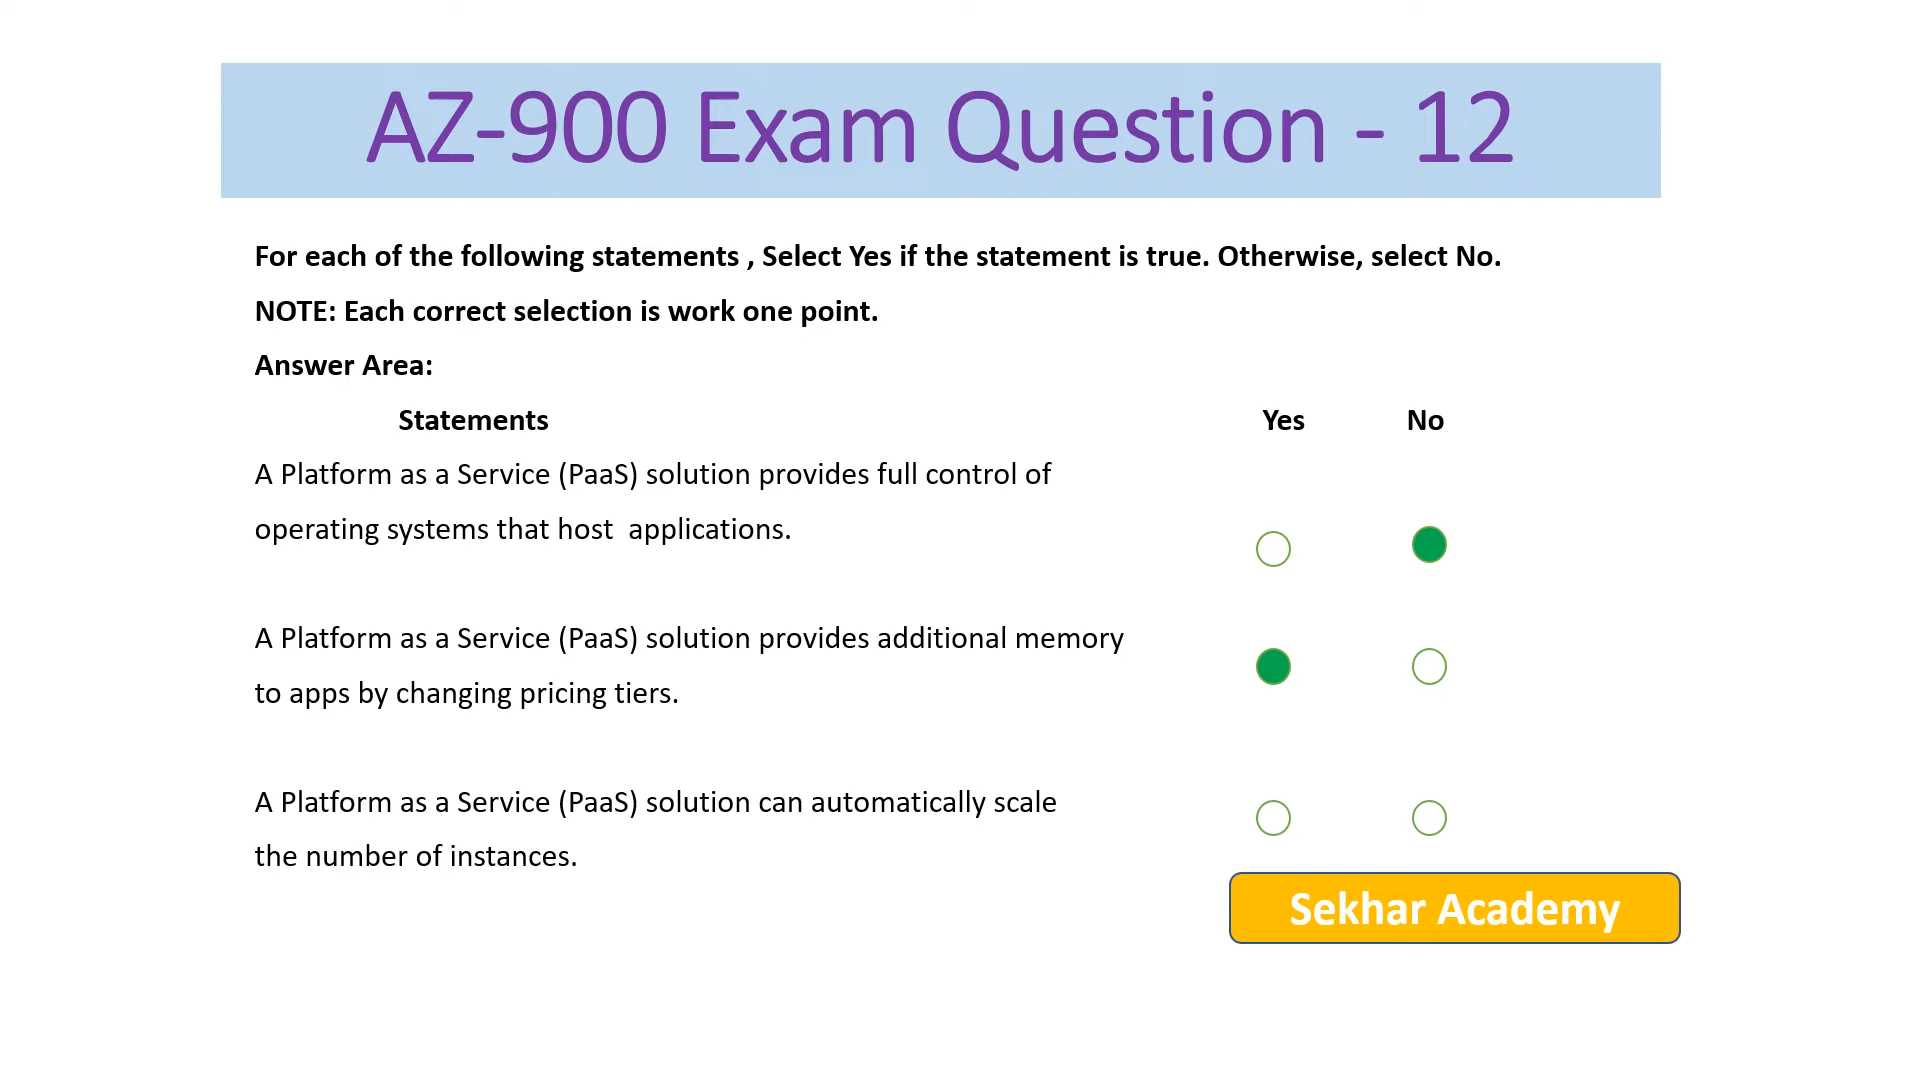 AZ-900 Exam Question - 12
For each of the following statements , Select Yes if the statement is true. Otherwise, select No.
NOTE: Each correct selection is work one point.
Answer Area:
Statements Yes No
A Platform as a Service (PaaS) solution provides full control of
operating systems that host  applications.
A Platform as a Service (PaaS) solution provides additional memory
to apps by changing pricing tiers.
A Platform as a Service (PaaS) solution can automatically scale
the number of instances.
Sekhar Academy